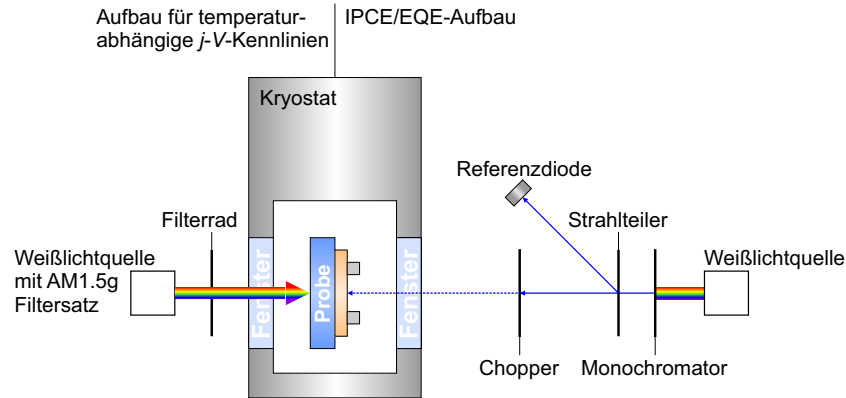 Aufbau für temperatur-
abhängige j-V-Kennlinien
IPCE/EQE-Aufbau
Kryostat
Referenzdiode
Filterrad
Strahlteiler
Weißlichtquelle
mit AM1.5g
Filtersatz
Fenster
Probe
Fenster
Weißlichtquelle
Chopper
Monochromator